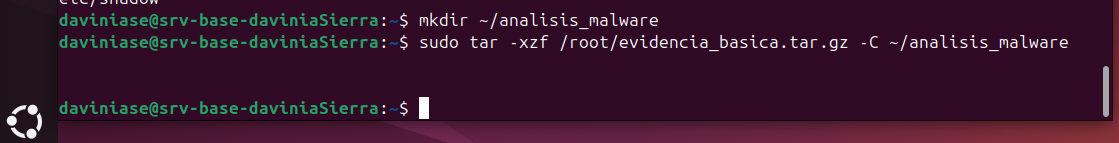 etc/shadow
daviniase@srv-base-daviniaSierra:~$ mkdir ~/analisis_malware
daviniase@srv-base-daviniaSierra:~$ sudo tar -xzf /root/evidencia_basica.tar.gz -C ~/analisis_malware
daviniase@srv-base-daviniaSierra:~$